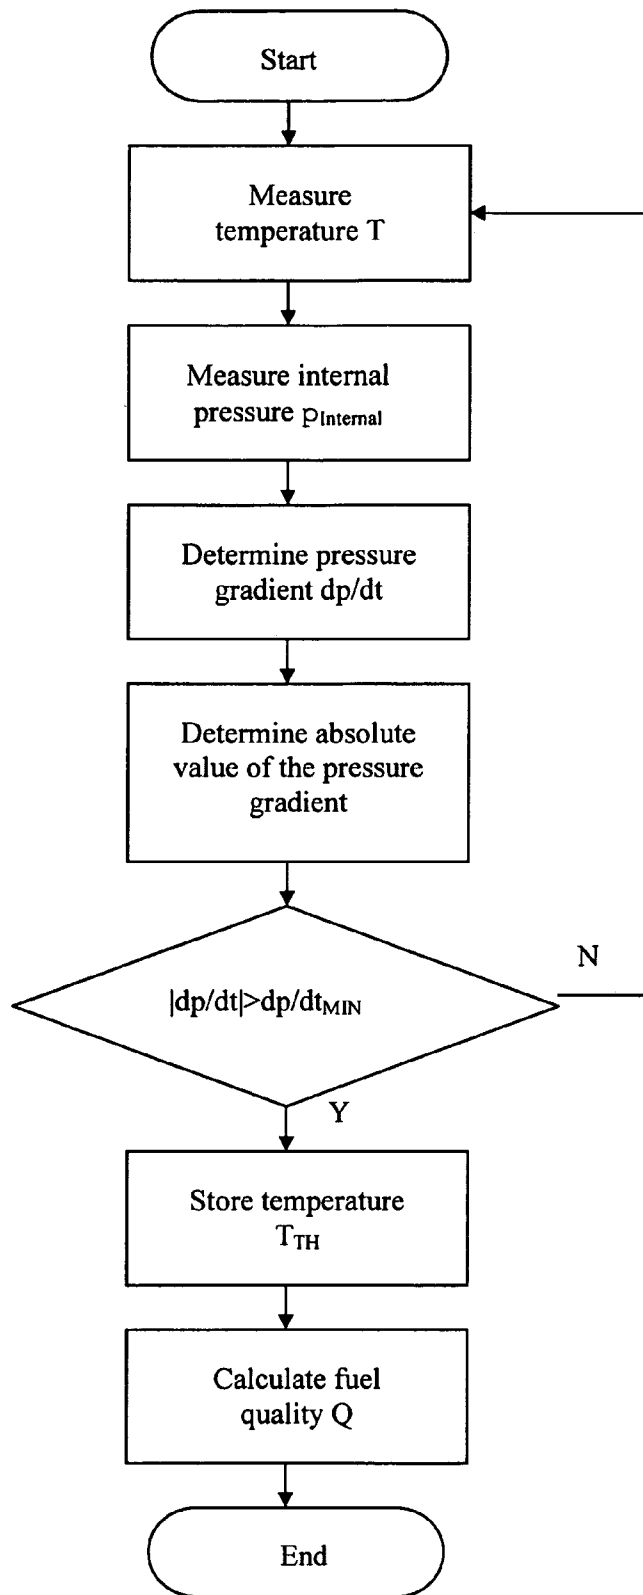 Start
Measure
temperature T
Measure internal
pressure pInternal
Determine pressure
gradient dp/dt
Determine absolute
value of the pressure
gradient
N
|dp/dt|>dp/dtMIN
Y
Store temperature
TTH
Calculate fuel
quality Q
End